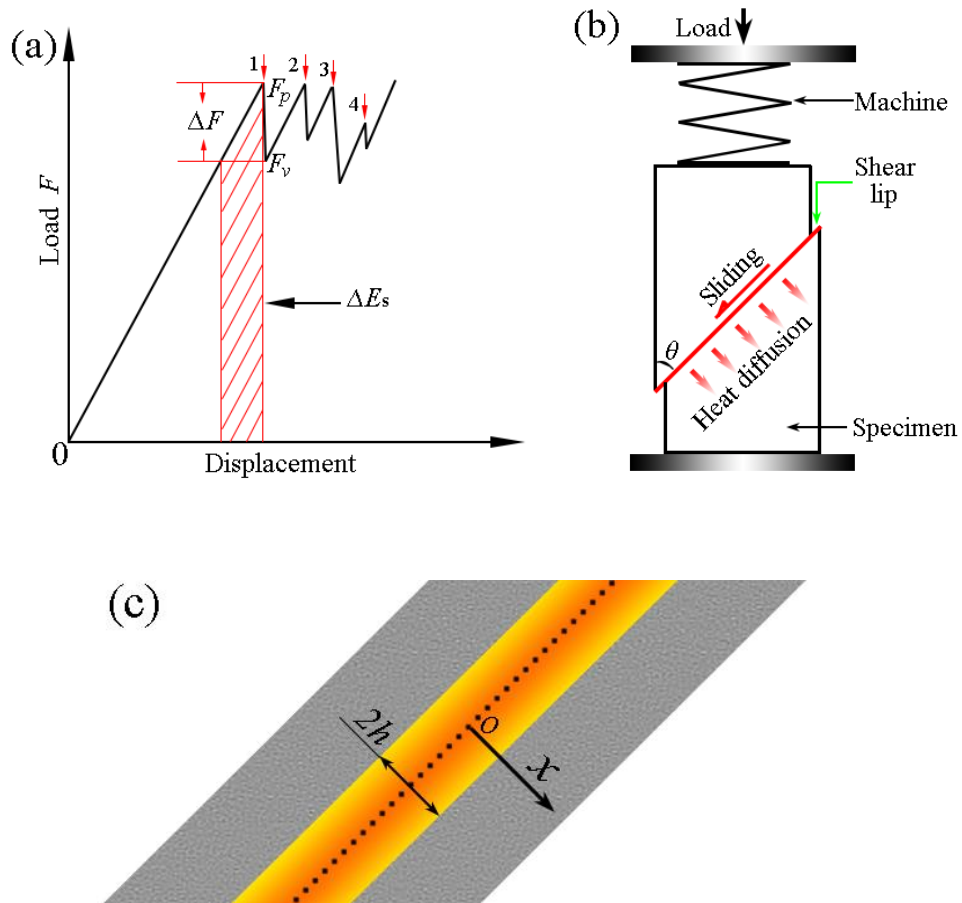 (a)
1
2
3
4
F_p
ΔF
F_v
Load F
ΔEs
0
Displacement
(b)
Load
Machine
Shear
lip
Sliding
θ
Heat diffusion
Specimen
(c)
2h
O
x